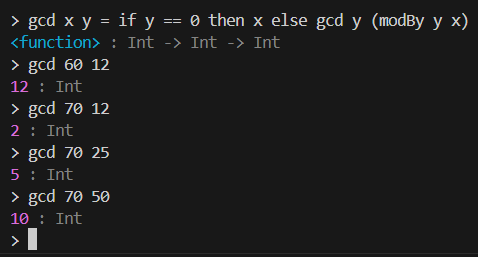 > gcd x y = if y == 0 then x else gcd y (modBy y x)
<function> : Int -> Int -> Int
> gcd 60 12
12 : Int
> gcd 70 12
2 : Int
> gcd 70 25
5 : Int
> gcd 70 50
10 : Int
>